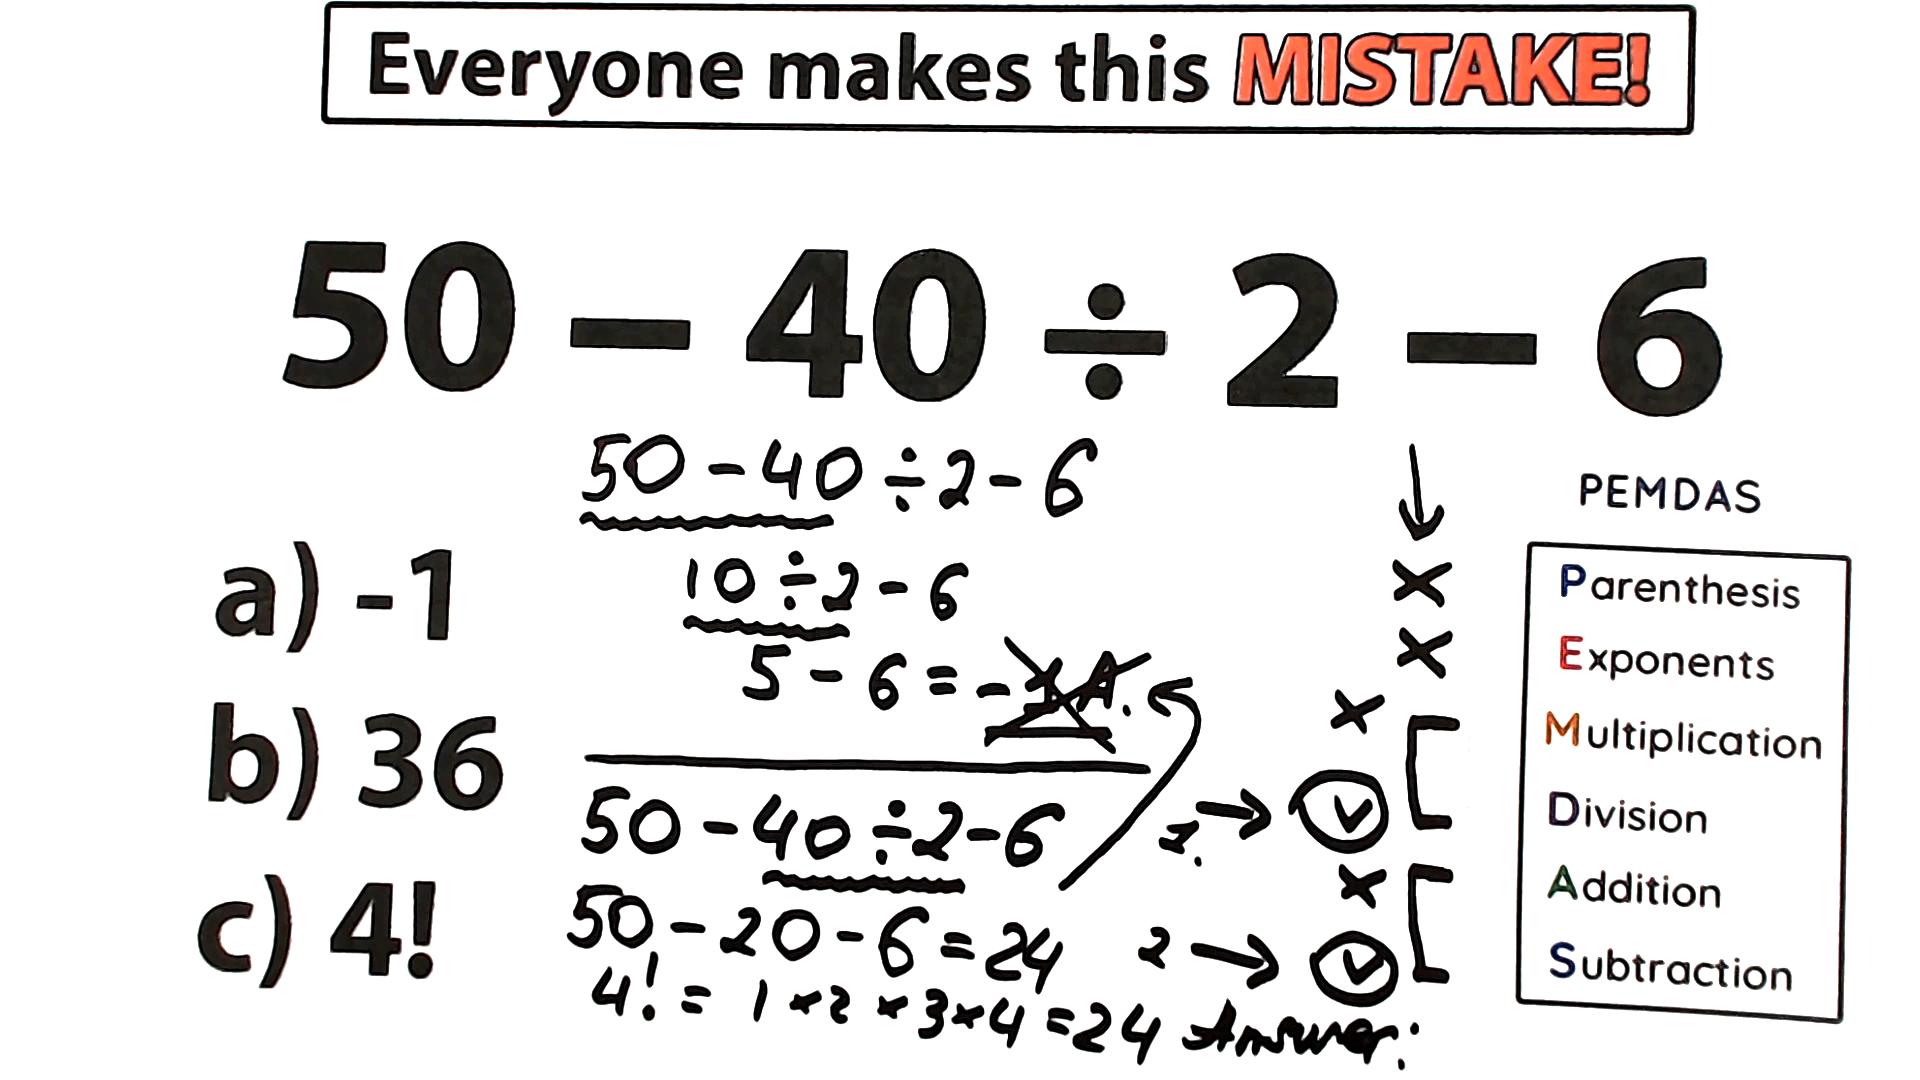 Everyone makes this MISTAKE!
50 – 40 ÷ 2 – 6
50 - 40 ÷ 2 - 6
10 ÷ 2 - 6
5 - 6 = -1 A.
50 - 40 ÷ 2 - 6
50 - 20 - 6 = 24
4! = 1 × 2 × 3 × 4 = 24 Answer:
a) -1
b) 36
c) 4!
1.
2
PEMDAS
Parenthesis
Exponents
Multiplication
Division
Addition
Subtraction